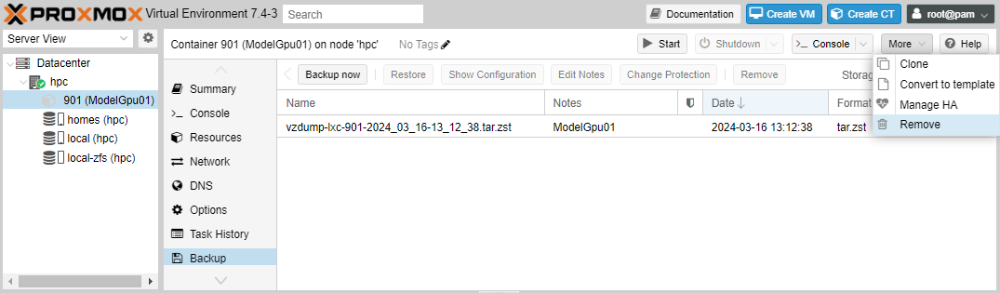 PROXMOX Virtual Environment 7.4-3 Search Documentation Create VM Create CT root@pam
Server View
Container 901 (ModelGpu01) on node 'hpc' No Tags Start Shutdown Console More Help
Datacenter
hpc
901 (ModelGpu01)
homes (hpc)
local (hpc)
local-zfs (hpc)
Summary
Console
Resources
Network
DNS
Options
Task History
Backup
Backup now Restore Show Configuration Edit Notes Change Protection Remove
Name Notes Date Format
vzdump-lxc-901-2024_03_16-13_12_38.tar.zst ModelGpu01 2024-03-16 13:12:38 tar.zst
Clone
Convert to template
Manage HA
Remove